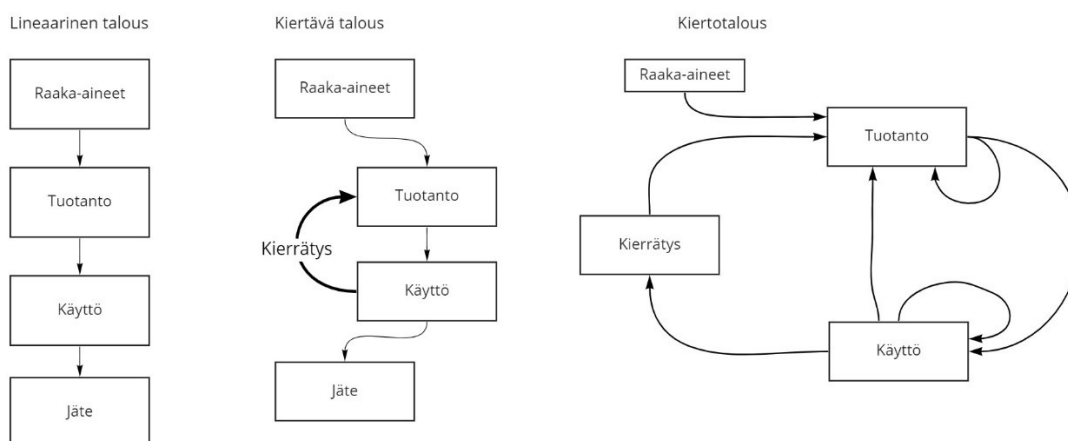 Lineaarinen talous
Raaka-aineet
Tuotanto
Käyttö
Jäte
Kiertävä talous
Raaka-aineet
Tuotanto
Kierrätys
Käyttö
Jäte
Kiertotalous
Raaka-aineet
Tuotanto
Kierrätys
Käyttö